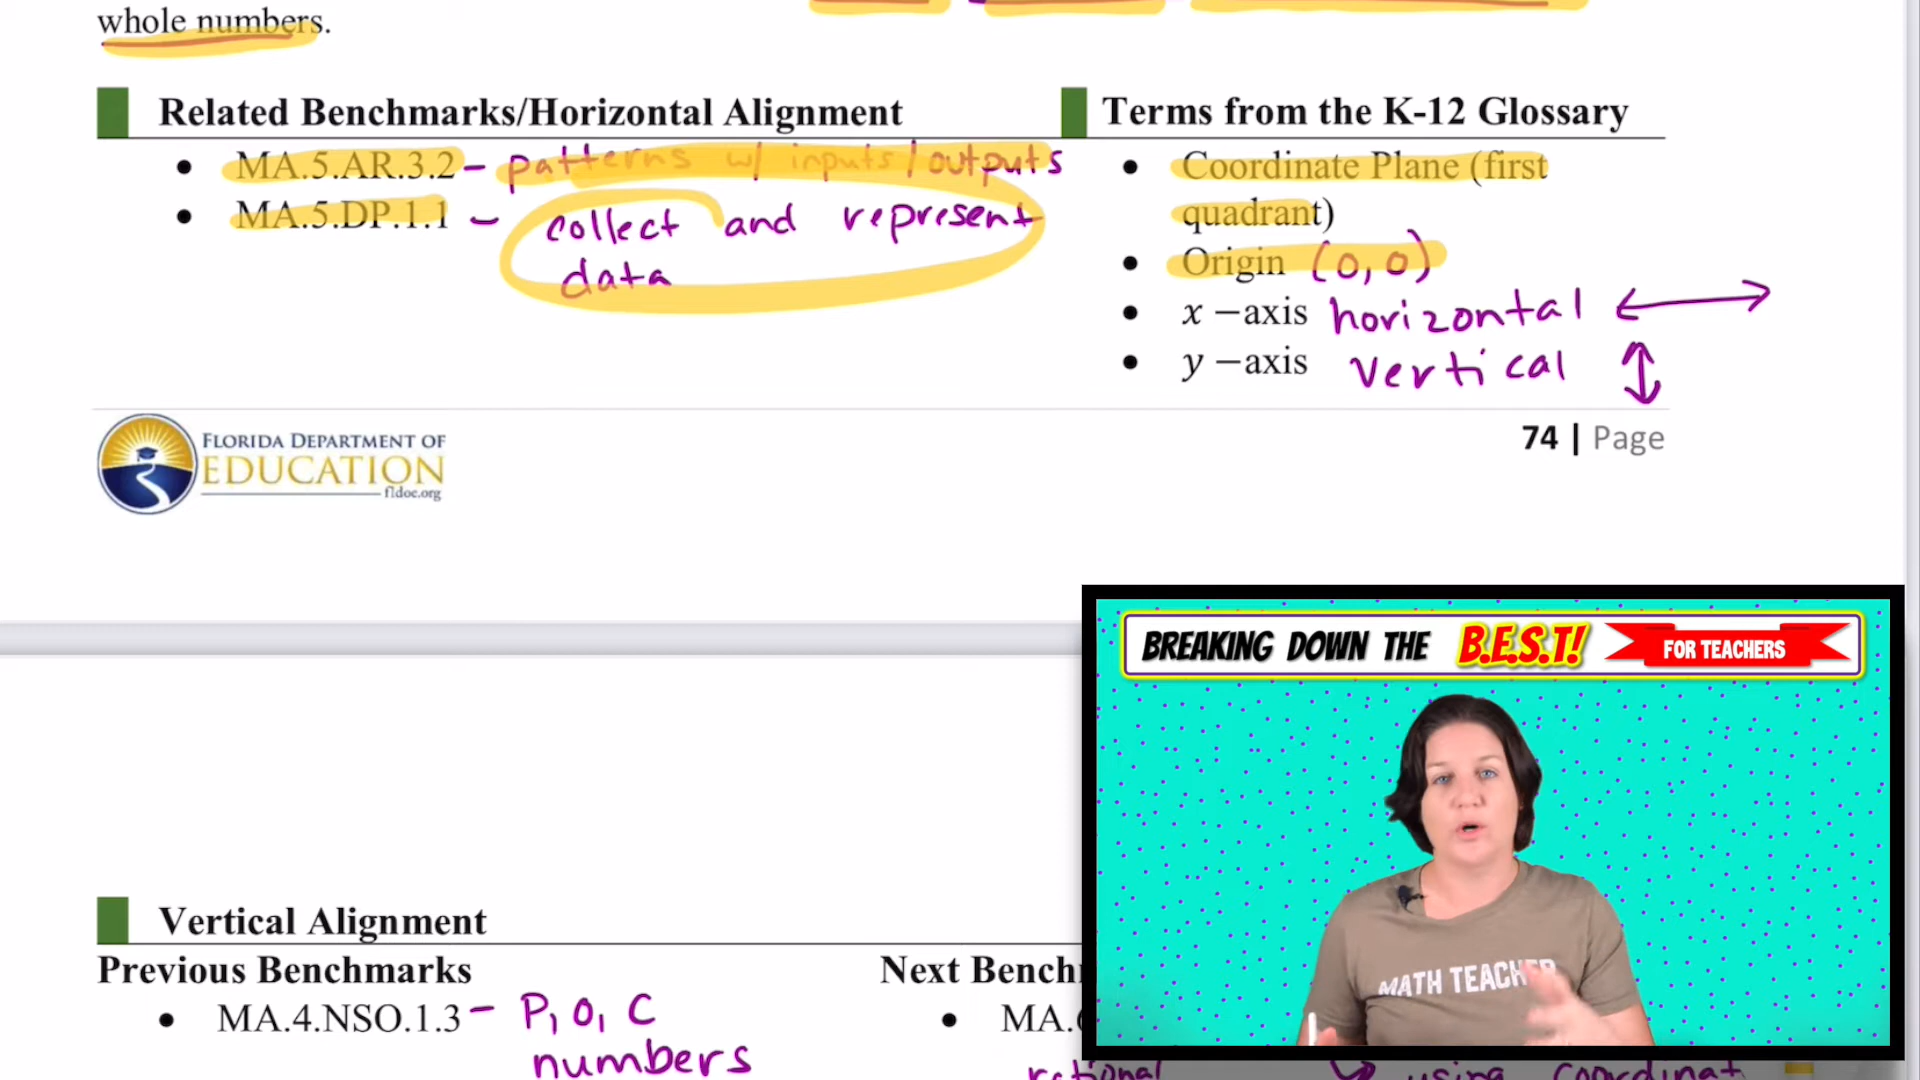 whole numbers.
Related Benchmarks/Horizontal Alignment
MA.5.AR.3.2 - patterns w/ inputs/outputs
MA.5.DP.1.1 - collect and represent
data
Terms from the K-12 Glossary
Coordinate Plane (first
quadrant)
Origin (0,0)
x-axis horizontal
y-axis vertical
FLORIDA DEPARTMENT OF
EDUCATION
fldoe.org
74 | Page
BREAKING DOWN THE B.E.S.T! FOR TEACHERS
MATH TEACHER
Vertical Alignment
Previous Benchmarks
MA.4.NSO.1.3 - P, O, C
numbers
Next Bench
MA.
rational
using coordinat